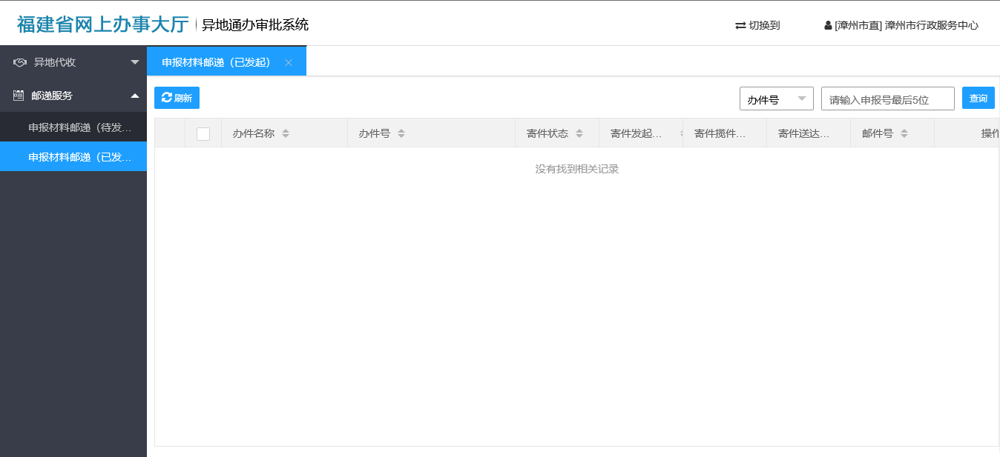 福建省网上办事大厅 异地通办审批系统
切换到
[漳州市直] 漳州市行政服务中心
异地代收
邮递服务
申报材料邮递（待发...
申报材料邮递（已发...
申报材料邮递（已发起）
刷新
办件号
请输入申报号最后5位
查询
办件名称 办件号 寄件状态 寄件发起... 寄件揽件... 寄件送达... 邮件号 操作
没有找到相关记录